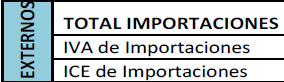 EXTERNOS
TOTAL IMPORTACIONES
IVA de Importaciones
ICE de Importaciones